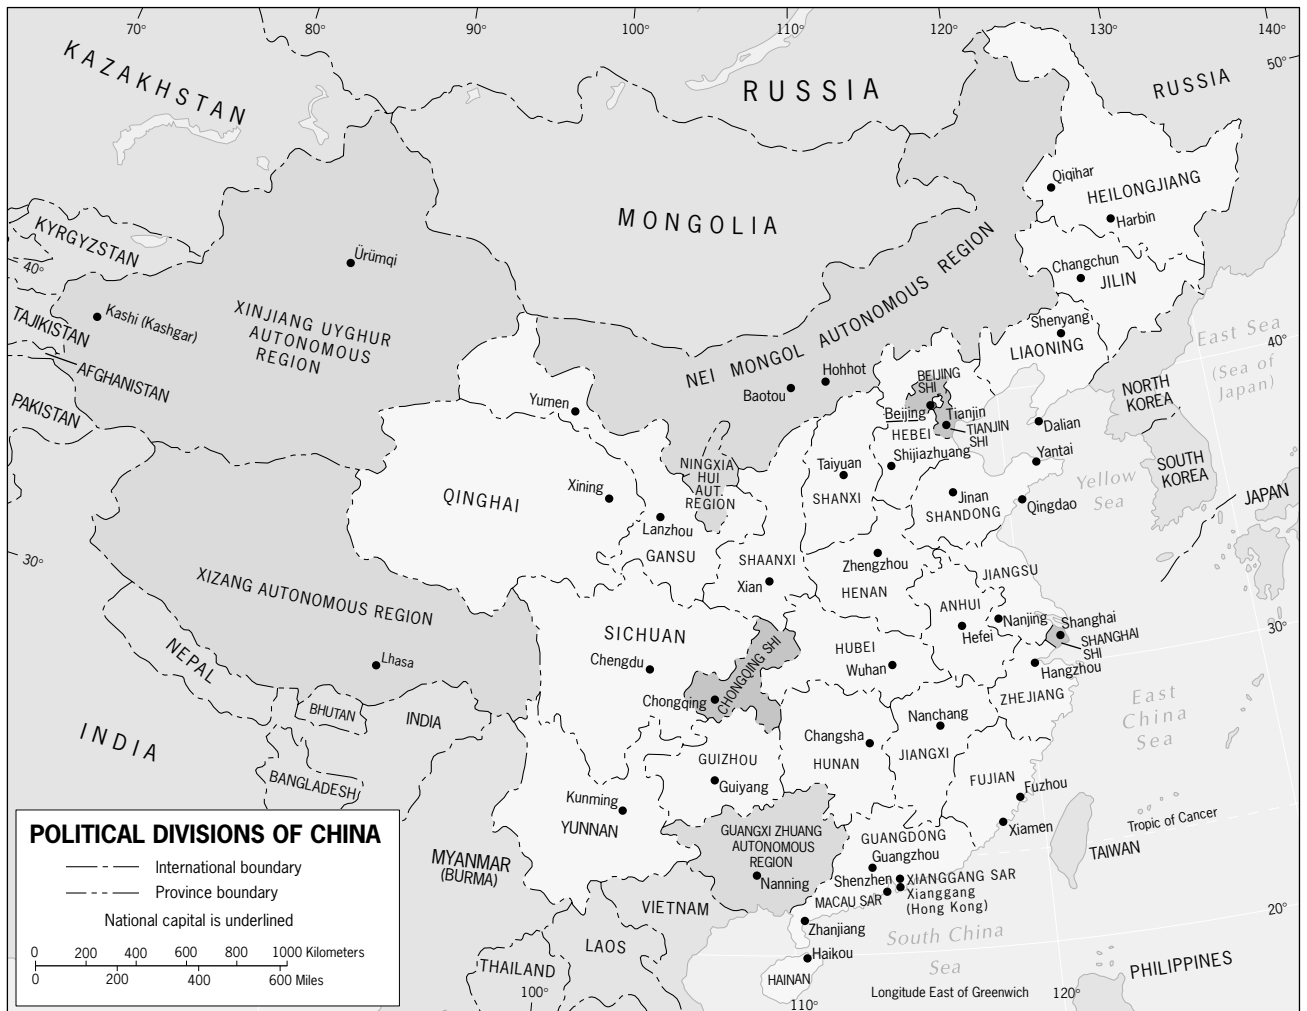 70°
80°
90°
100°
110°
120°
130°
140°
50°
KAZAKHSTAN
RUSSIA
RUSSIA
Qiqihar
HEILONGJIANG
Harbin
MONGOLIA
KYRGYZSTAN
40°
Ürümqi
Changchun
JILIN
NEI MONGOL AUTONOMOUS REGION
TAJIKISTAN
Kashi (Kashgar)
XINJIANG UYGHUR
AUTONOMOUS
REGION
Shenyang
LIAONING
East Sea
(Sea of
Japan)
40°
AFGHANISTAN
PAKISTAN
Yumen
Baotou
Hohhot
BEIJING
SHI
Beijing
Tianjin
TIANJIN
SHI
HEBEI
Shijiazhuang
Dalian
Yantai
NORTH
KOREA
SOUTH
KOREA
JAPAN
Yellow
Sea
QINGHAI
Xining
NINGXIA
HUI
AUT.
REGION
Taiyuan
SHANXI
Jinan
SHANDONG
Qingdao
Lanzhou
GANSU
30°
SHAANXI
Xian
Zhengzhou
HENAN
JIANGSU
XIZANG AUTONOMOUS REGION
ANHUI
Hefei
Nanjing
Shanghai
SHANGHAI
SHI
30°
NEPAL
Lhasa
SICHUAN
Chengdu
CHONGQING SHI
Chongqing
HUBEI
Wuhan
Hangzhou
ZHEJIANG
East
China
Sea
INDIA
BHUTAN
INDIA
Nanchang
JIANGXI
Changsha
HUNAN
BANGLADESH
GUIZHOU
Guiyang
FUJIAN
Fuzhou
Kunming
YUNNAN
Xiamen
Tropic of Cancer
TAIWAN
GUANGXI ZHUANG
AUTONOMOUS
REGION
Nanning
GUANGDONG
Guangzhou
Shenzhen
XIANGGANG SAR
Xianggang
(Hong Kong)
MACAU SAR
20°
MYANMAR
(BURMA)
VIETNAM
Zhanjiang
South China
Sea
LAOS
Haikou
HAINAN
THAILAND
PHILIPPINES
100°
110°
Longitude East of Greenwich
120°
POLITICAL DIVISIONS OF CHINA
International boundary
Province boundary
National capital is underlined
0 200 400 600 800 1000 Kilometers
0 200 400 600 Miles